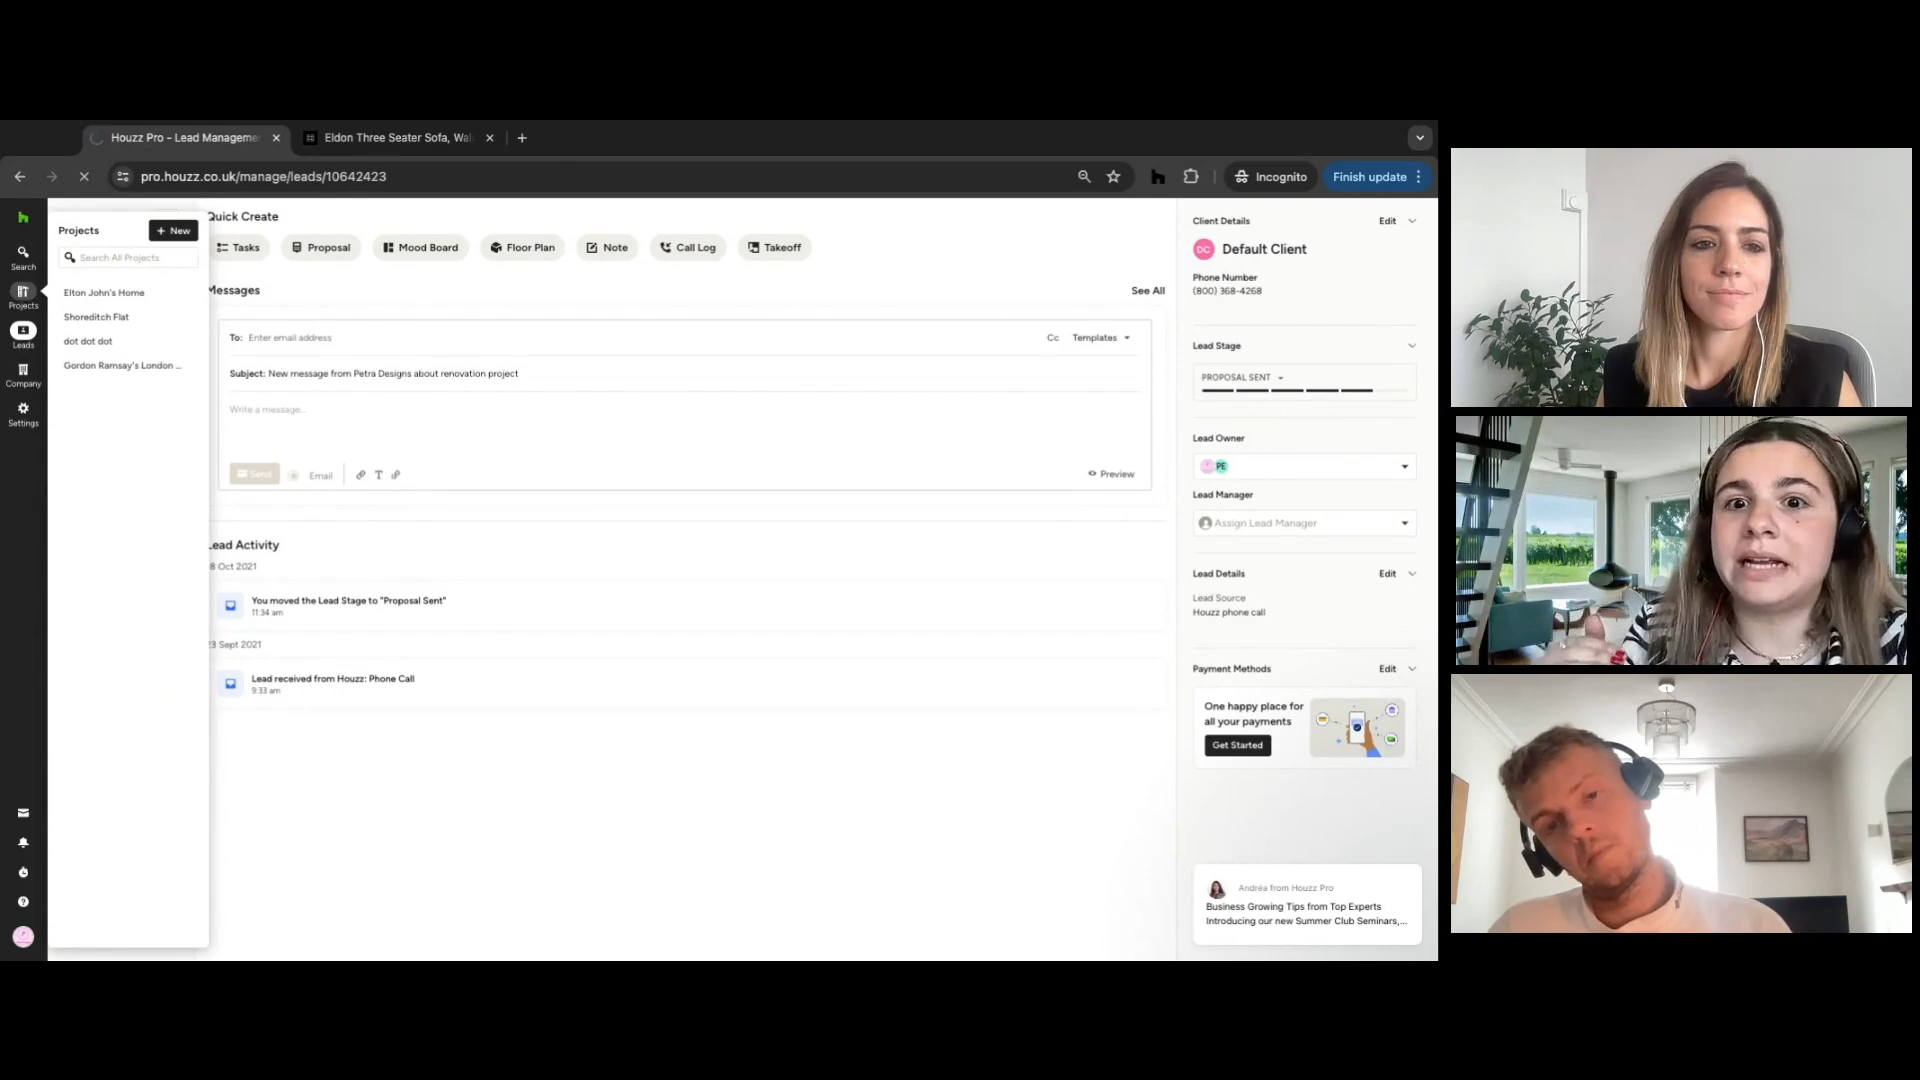 Houzz Pro - Lead Manageme
Eldon Three Seater Sofa, Wal
pro.houzz.co.uk/manage/leads/10642423
Incognito
Finish update
Search
Projects
Leads
Company
Settings
Projects
+ New
Search All Projects
Elton John's Home
Shoreditch Flat
dot dot dot
Gordon Ramsay's London ...
Quick Create
Tasks
Proposal
Mood Board
Floor Plan
Note
Call Log
Takeoff
Messages
See All
To: Enter email address
Cc
Templates
Subject: New message from Petra Designs about renovation project
Write a message...
Send
Email
Preview
Lead Activity
8 Oct 2021
You moved the Lead Stage to "Proposal Sent"
11:34 am
23 Sept 2021
Lead received from Houzz: Phone Call
9:33 am
Client Details
Edit
DC
Default Client
Phone Number
(800) 368-4268
Lead Stage
PROPOSAL SENT
Lead Owner
PE
Lead Manager
Assign Lead Manager
Lead Details
Edit
Lead Source
Houzz phone call
Payment Methods
Edit
One happy place for
all your payments
Get Started
Andréa from Houzz Pro
Business Growing Tips from Top Experts
Introducing our new Summer Club Seminars,...